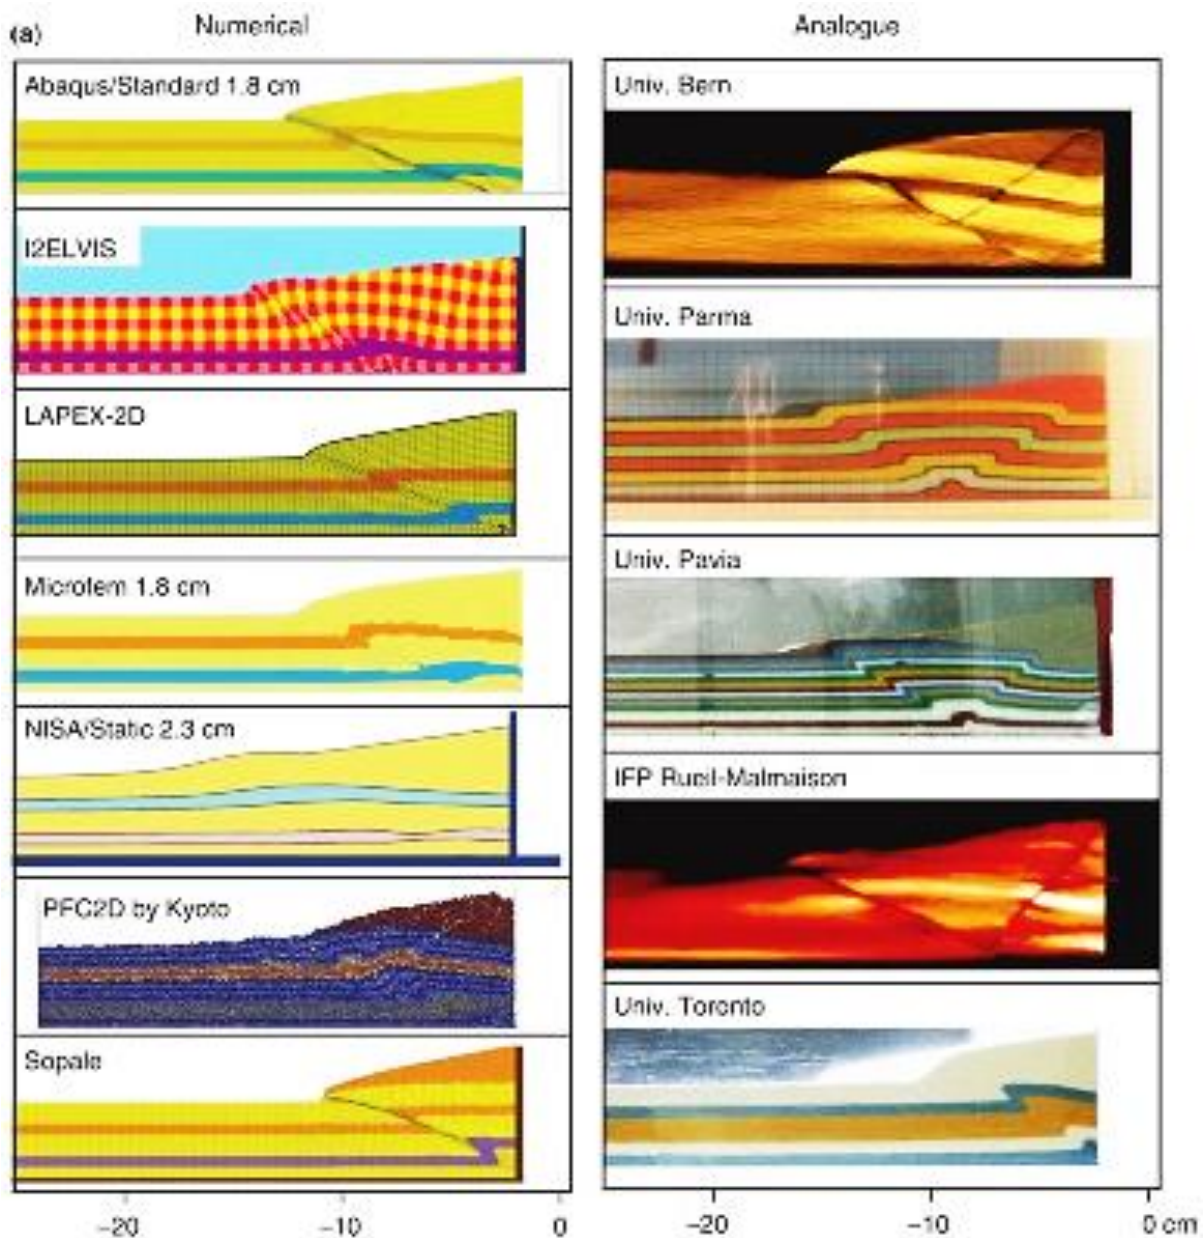 (a)
Numerical
Analogue
Abaqus/Standard 1.8 cm
I2ELVIS
LAPEX-2D
Microfem 1.8 cm
NISA/Static 2.3 cm
PFC2D by Kyoto
Sopale
−20 −10 0
Univ. Bern
Univ. Parma
Univ. Pavia
IFP Rueil-Malmaison
Univ. Toronto
−20 −10 0 cm